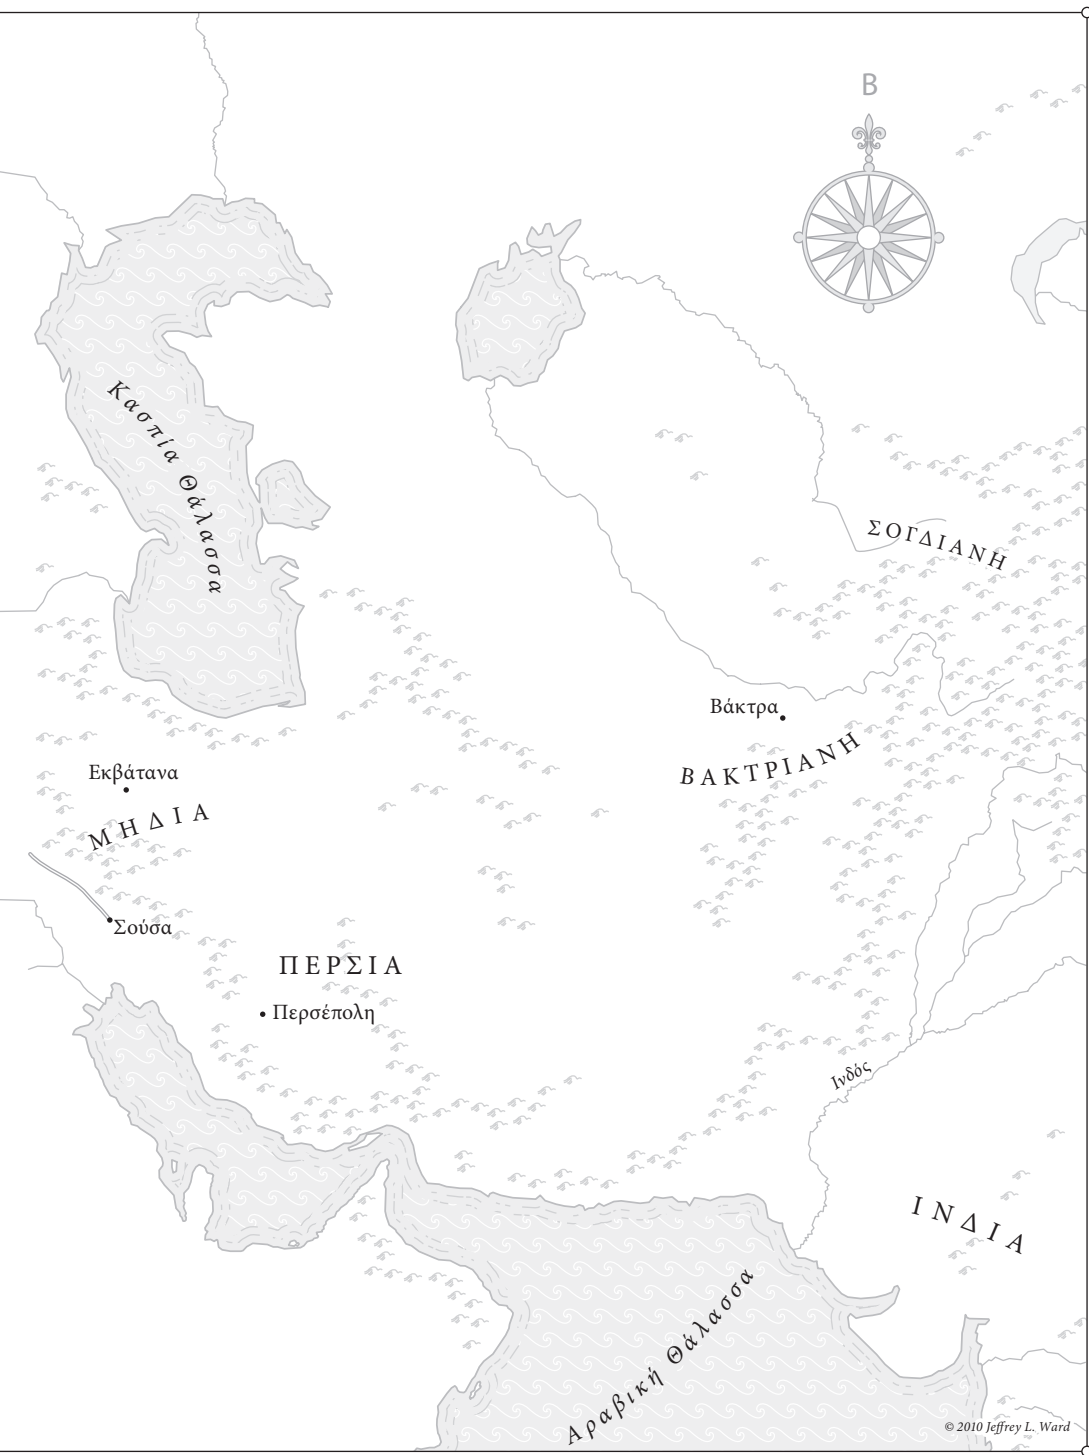 Β
Κασπία Θάλασσα
ΣΟΓΔΙΑΝΗ
Βάκτρα
ΒΑΚΤΡΙΑΝΗ
Εκβάτανα
ΜΗΔΙΑ
Σούσα
ΠΕΡΣΙΑ
Περσέπολη
Ινδός
ΙΝΔΙΑ
Αραβική Θάλασσα
© 2010 Jeffrey L. Ward